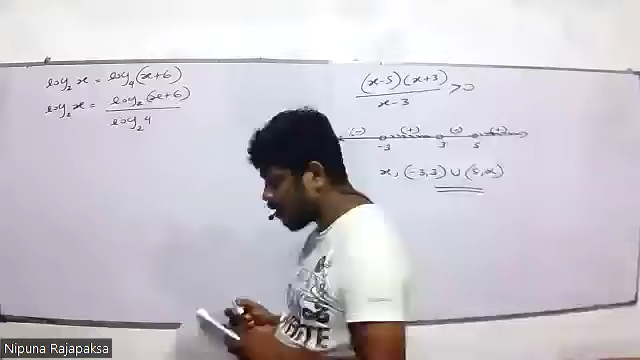 log₂ x = log₄ (x+6)
log₂ x = log₂ (x+6) / log₂ 4
(x-5)(x+3) / x-3 > 0
(-) (+) (-) (+)
-3 3 5
x, (-3,3) ∪ (5,∝)
Nipuna Rajapaksa